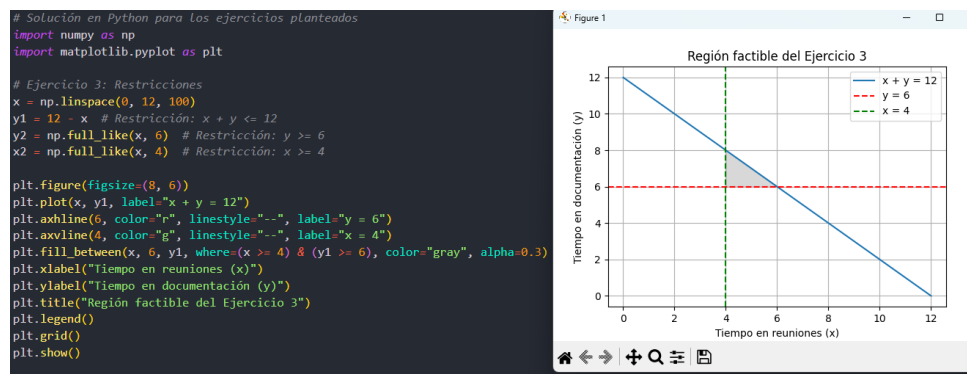 # Solución en Python para los ejercicios planteados
import numpy as np
import matplotlib.pyplot as plt
# Ejercicio 3: Restricciones
x = np.linspace(0, 12, 100)
y1 = 12 - x  # Restricción: x + y <= 12
y2 = np.full_like(x, 6)  # Restricción: y >= 6
x2 = np.full_like(x, 4)  # Restricción: x >= 4
plt.figure(figsize=(8, 6))
plt.plot(x, y1, label="x + y = 12")
plt.axhline(6, color="r", linestyle="--", label="y = 6")
plt.axvline(4, color="g", linestyle="--", label="x = 4")
plt.fill_between(x, 6, y1, where=(x >= 4) & (y1 >= 6), color="gray", alpha=0.3)
plt.xlabel("Tiempo en reuniones (x)")
plt.ylabel("Tiempo en documentación (y)")
plt.title("Región factible del Ejercicio 3")
plt.legend()
plt.grid()
plt.show()
Figure 1
Región factible del Ejercicio 3
x + y = 12
y = 6
x = 4
12
10
8
6
4
2
0
Tiempo en documentación (y)
0 2 4 6 8 10 12
Tiempo en reuniones (x)